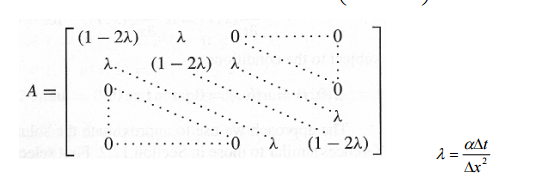 (1 − 2λ) λ 0 ········· 0
λ (1 − 2λ) λ
A = 0 0
λ
0 ········· 0 λ (1 − 2λ)
λ = αΔt / Δx²